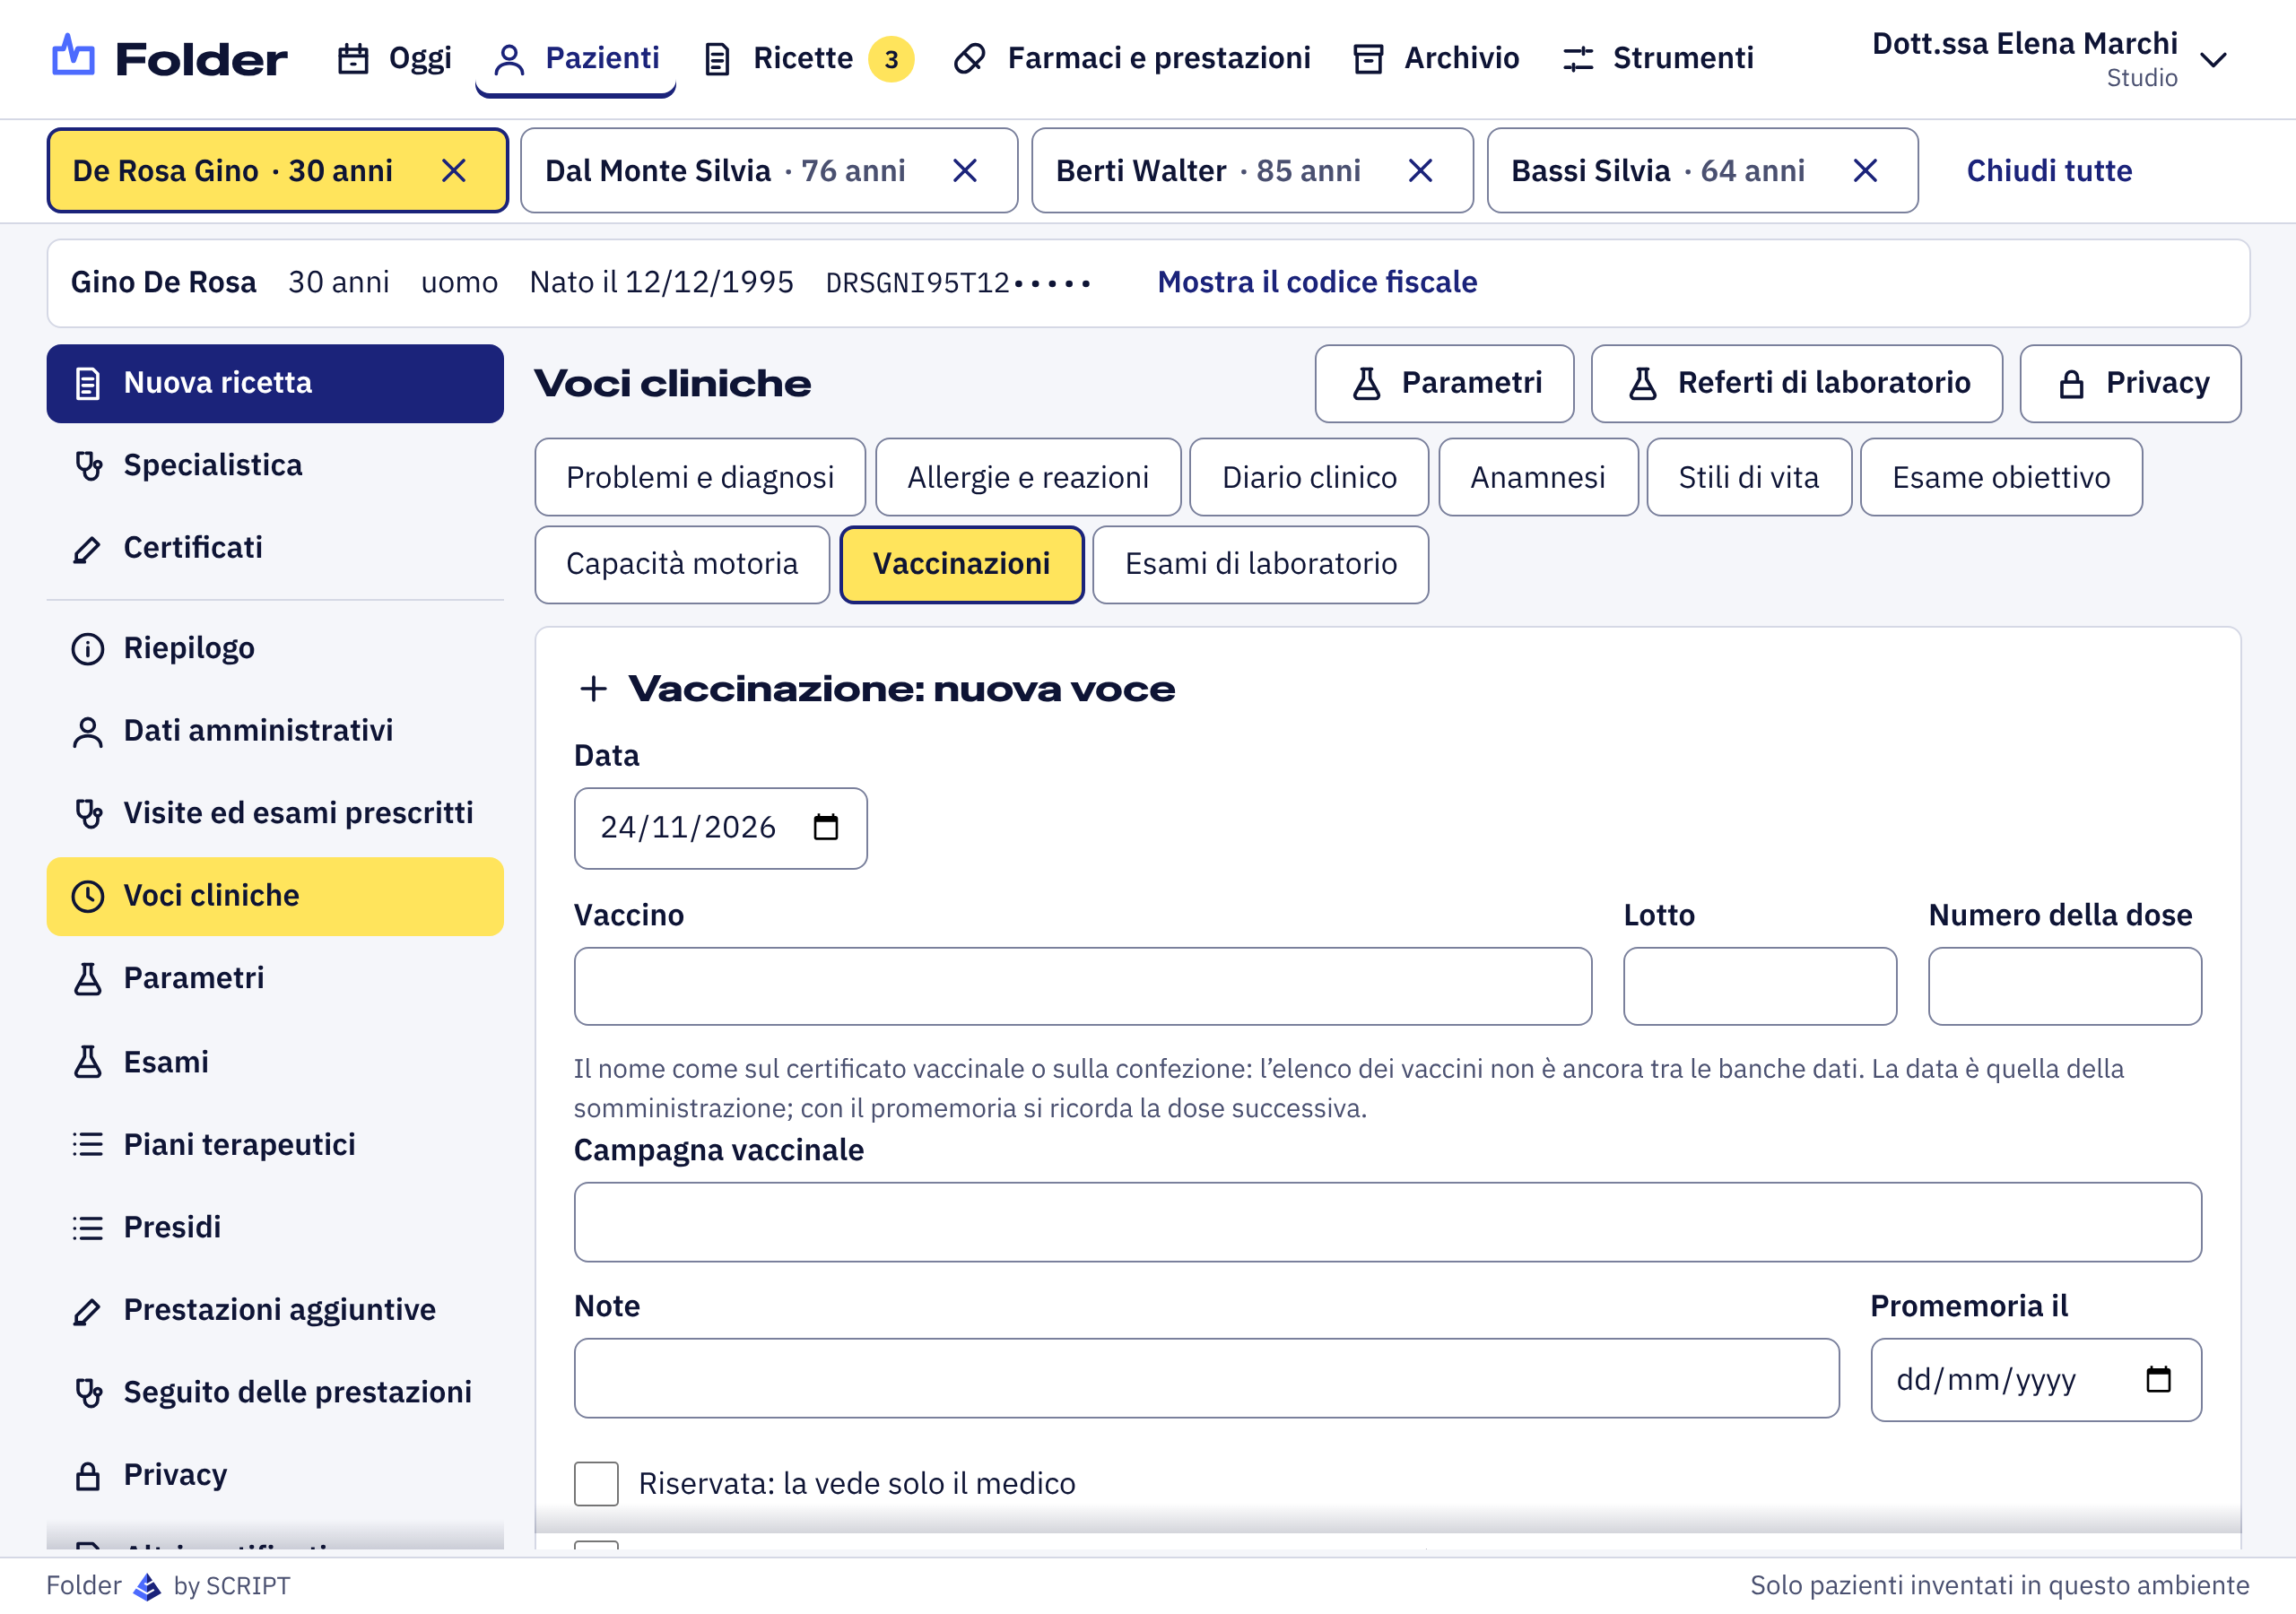 Folder
Oggi
Pazienti
Ricette 3
Farmaci e prestazioni
Archivio
Strumenti
Dott.ssa Elena Marchi
Studio
De Rosa Gino · 30 anni
Dal Monte Silvia · 76 anni
Berti Walter · 85 anni
Bassi Silvia · 64 anni
Chiudi tutte
Gino De Rosa 30 anni uomo Nato il 12/12/1995 DRSGNI95T12••••• Mostra il codice fiscale
Nuova ricetta
Specialistica
Certificati
Riepilogo
Dati amministrativi
Visite ed esami prescritti
Voci cliniche
Parametri
Esami
Piani terapeutici
Presidi
Prestazioni aggiuntive
Seguito delle prestazioni
Privacy
Voci cliniche
Parametri
Referti di laboratorio
Privacy
Problemi e diagnosi
Allergie e reazioni
Diario clinico
Anamnesi
Stili di vita
Esame obiettivo
Capacità motoria
Vaccinazioni
Esami di laboratorio
Vaccinazione: nuova voce
Data
24/11/2026
Vaccino
Lotto
Numero della dose
Il nome come sul certificato vaccinale o sulla confezione: l’elenco dei vaccini non è ancora tra le banche dati. La data è quella della
somministrazione; con il promemoria si ricorda la dose successiva.
Campagna vaccinale
Note
Promemoria il
dd/mm/yyyy
Riservata: la vede solo il medico
Folder by SCRIPT
Solo pazienti inventati in questo ambiente